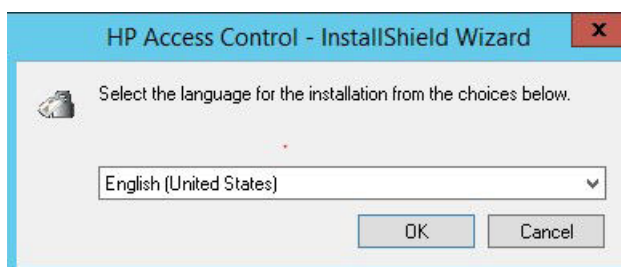 HP Access Control - InstallShield Wizard
x
Select the language for the installation from the choices below.
English (United States)
OK Cancel